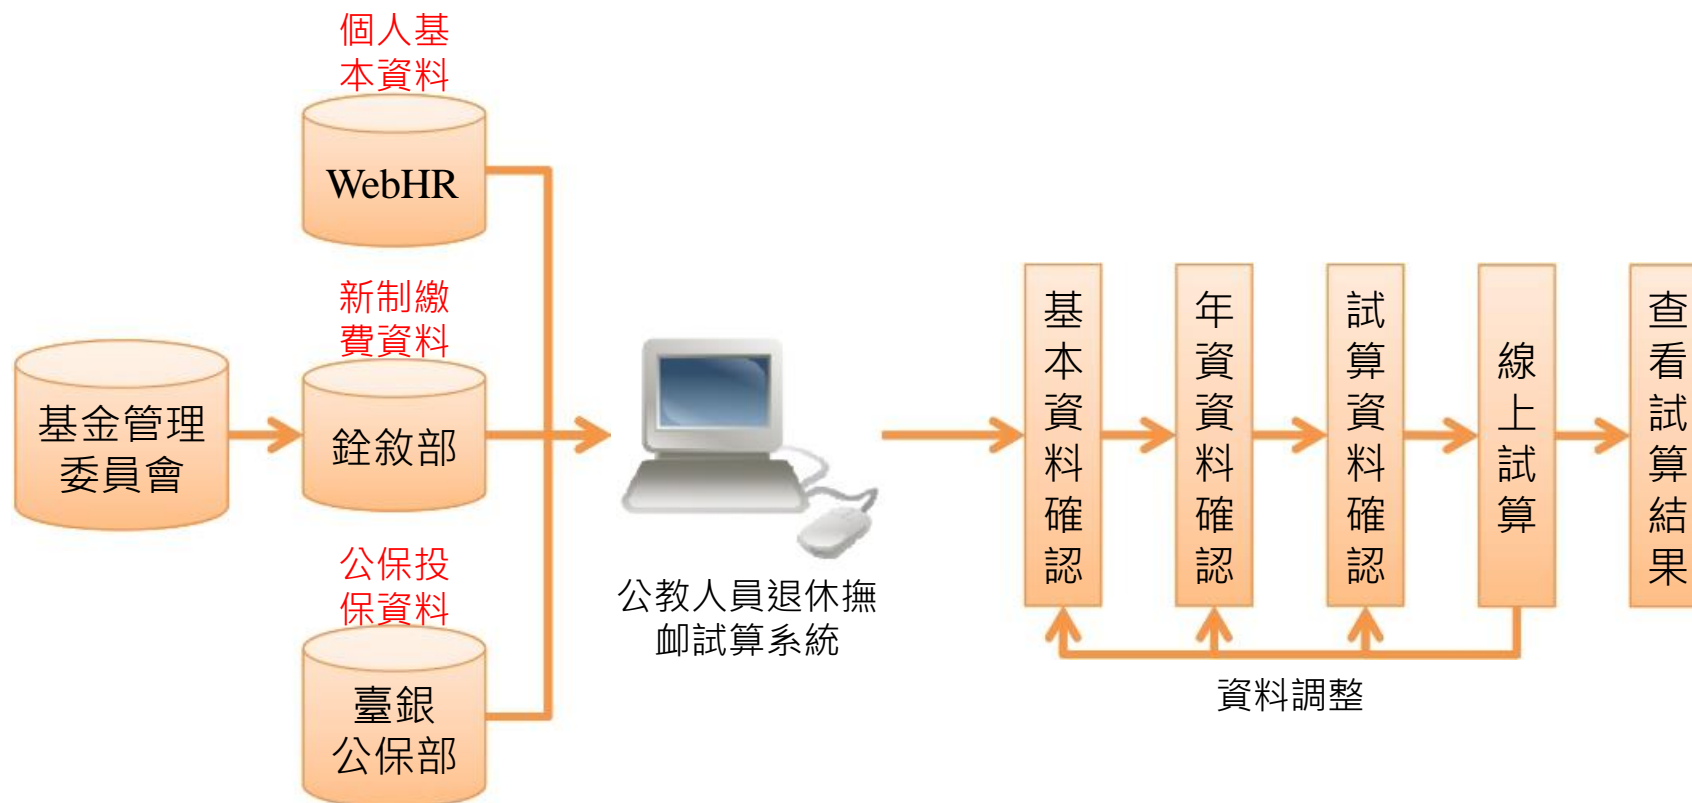 個人基
本資料
WebHR
新制繳
費資料
基金管理
委員會
銓敘部
公保投
保資料
臺銀
公保部
公教人員退休撫
卹試算系統
基本資料確認
年資資料確認
試算資料確認
線上試算
查看試算結果
資料調整